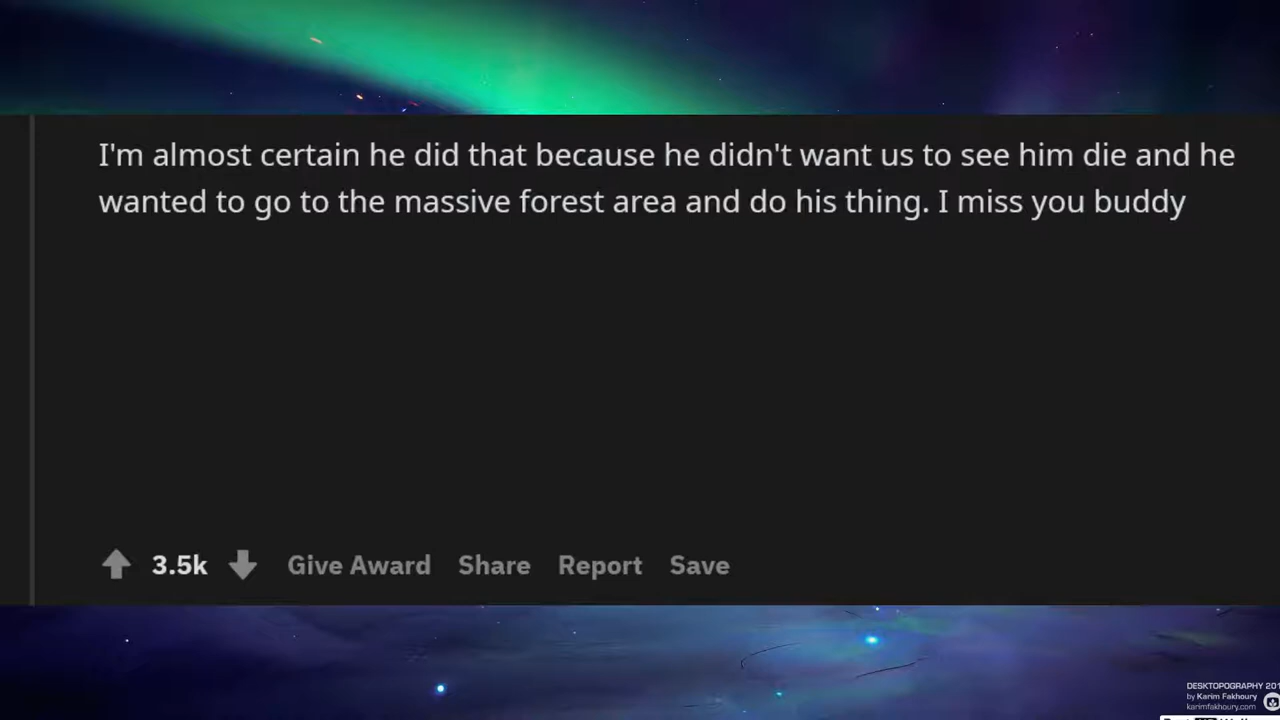 I'm almost certain he did that because he didn't want us to see him die and he
wanted to go to the massive forest area and do his thing. I miss you buddy
3.5k Give Award Share Report Save
DESKTOPOGRAPHY 201
by Karim Fakhoury
karimfakhoury.com